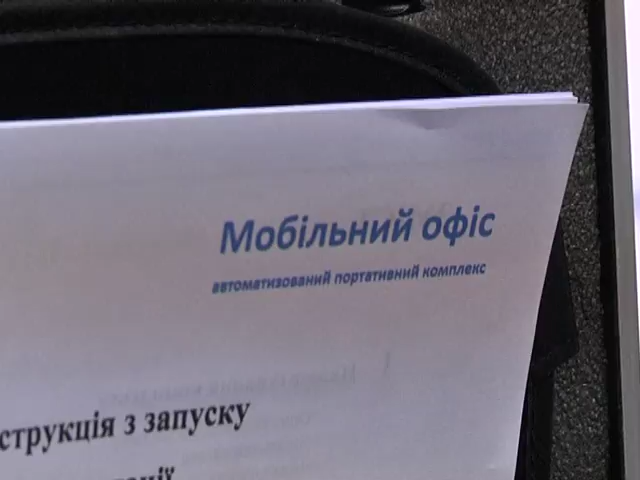 Мобільний офіс
автоматизований портативний комплекс
струкція з запуску